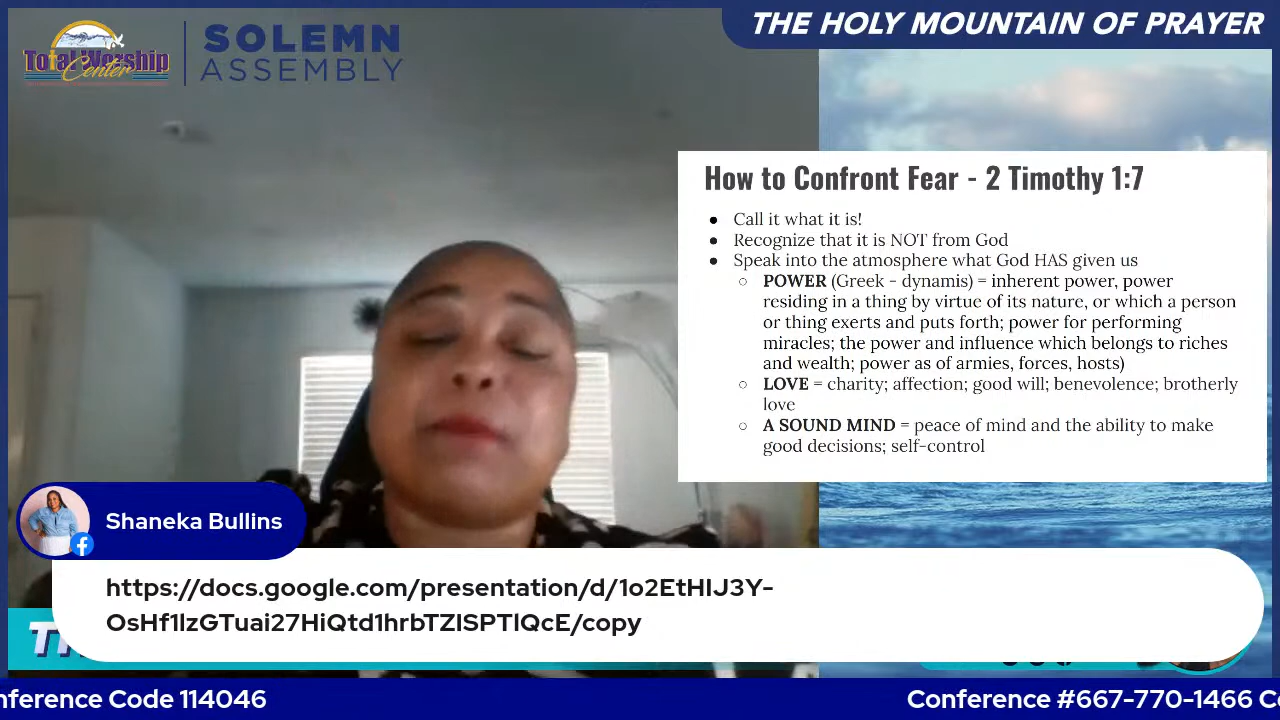 THE HOLY MOUNTAIN OF PRAYER
Total Worship
Center
SOLEMN
ASSEMBLY
How to Confront Fear - 2 Timothy 1:7
● Call it what it is!
● Recognize that it is NOT from God
● Speak into the atmosphere what God HAS given us
○ POWER (Greek - dynamis) = inherent power, power
residing in a thing by virtue of its nature, or which a person
or thing exerts and puts forth; power for performing
miracles; the power and influence which belongs to riches
and wealth; power as of armies, forces, hosts)
○ LOVE = charity; affection; good will; benevolence; brotherly
love
○ A SOUND MIND = peace of mind and the ability to make
good decisions; self-control
Shaneka Bullins
https://docs.google.com/presentation/d/1o2EtHIJ3Y-
OsHf1lzGTuai27HiQtd1hrbTZISPTlQcE/copy
nference Code 114046
Conference #667-770-1466 Co